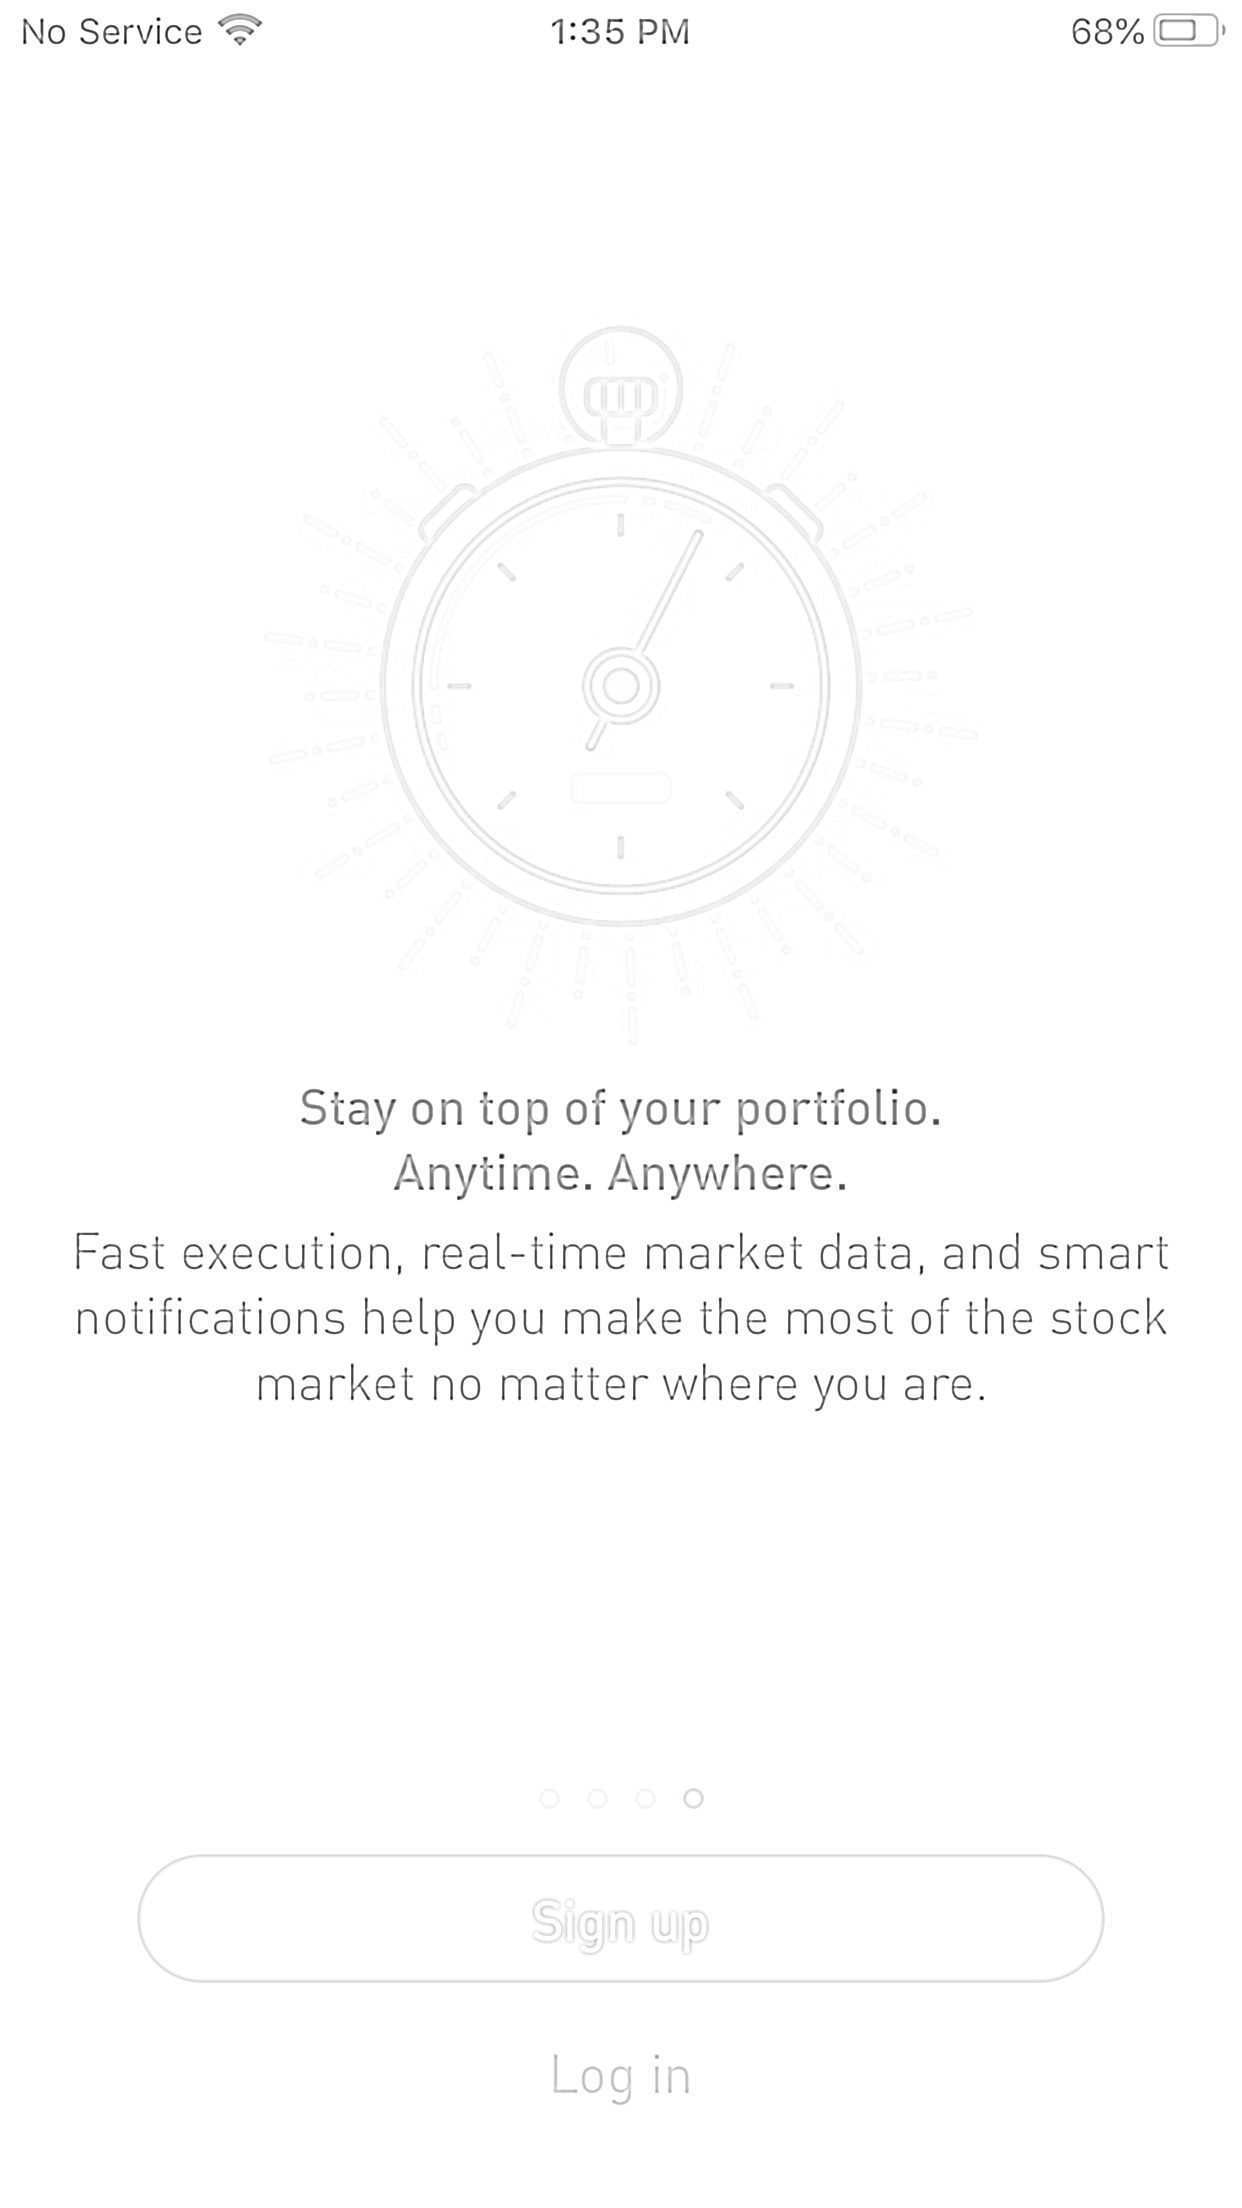 No Service 1:35 PM 68%
Stay on top of your portfolio.
Anytime. Anywhere.
Fast execution, real-time market data, and smart
notifications help you make the most of the stock
market no matter where you are.
Sign up
Log in